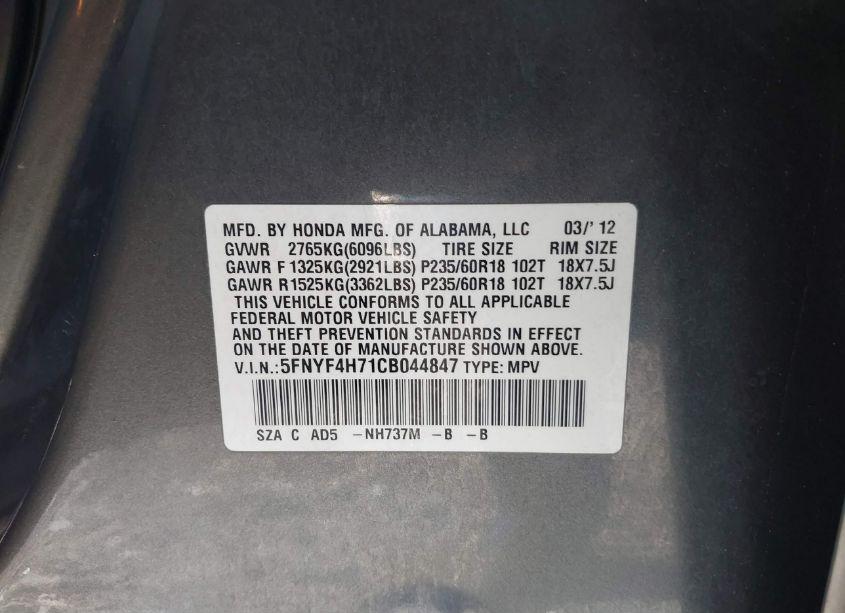 MFD. BY HONDA MFG. OF ALABAMA, LLC 03/' 12
GVWR 2765KG(6096LBS) TIRE SIZE RIM SIZE
GAWR F 1325KG(2921LBS) P235/60R18 102T 18X7.5J
GAWR R1525KG(3362LBS) P235/60R18 102T 18X7.5J
THIS VEHICLE CONFORMS TO ALL APPLICABLE
FEDERAL MOTOR VEHICLE SAFETY
AND THEFT PREVENTION STANDARDS IN EFFECT
ON THE DATE OF MANUFACTURE SHOWN ABOVE.
V.I.N.:5FNYF4H71CB044847 TYPE: MPV
SZA C AD5 -NH737M -B -B